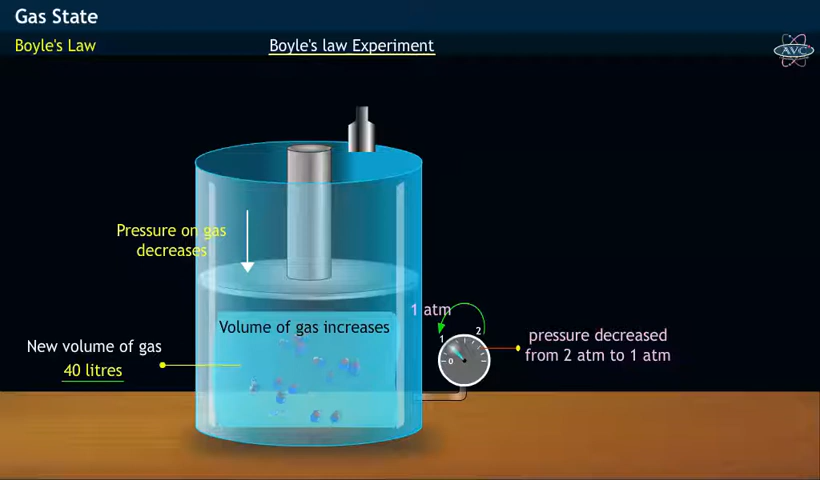 Gas State
Boyle's Law
Boyle's law Experiment
AVC
Pressure on gas
decreases
1 atm
Volume of gas increases
1
2
0
pressure decreased
from 2 atm to 1 atm
New volume of gas
40 litres